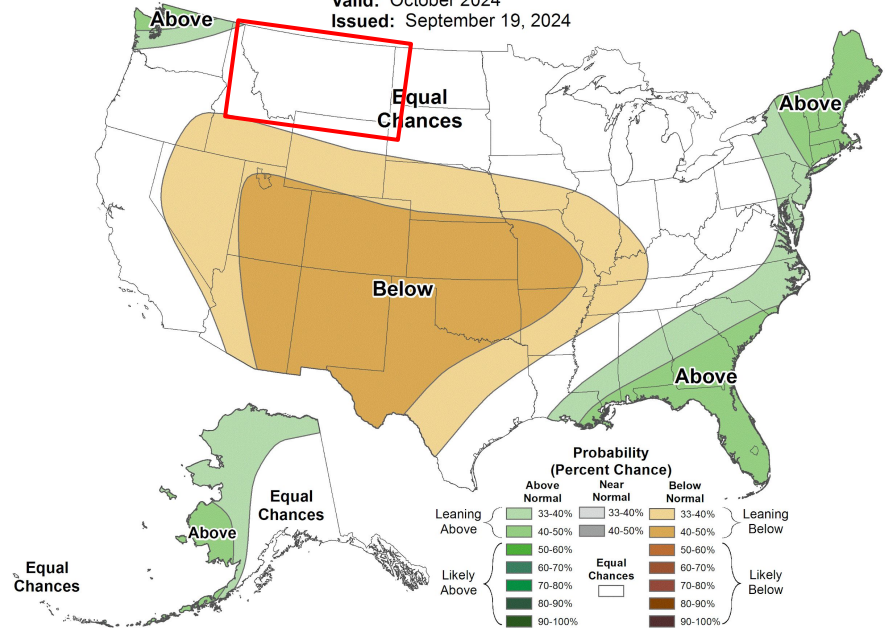 Valid: October 2024
Issued: September 19, 2024
Above
Equal
Chances
Above
Below
Above
Equal
Chances
Above
Equal
Chances
Probability
(Percent Chance)
Above
Normal
Near
Normal
Below
Normal
Leaning
Above
33-40%
33-40%
33-40%
Leaning
Below
40-50%
40-50%
40-50%
Likely
Above
50-60%
60-70%
70-80%
80-90%
90-100%
Equal
Chances
50-60%
60-70%
70-80%
80-90%
90-100%
Likely
Below